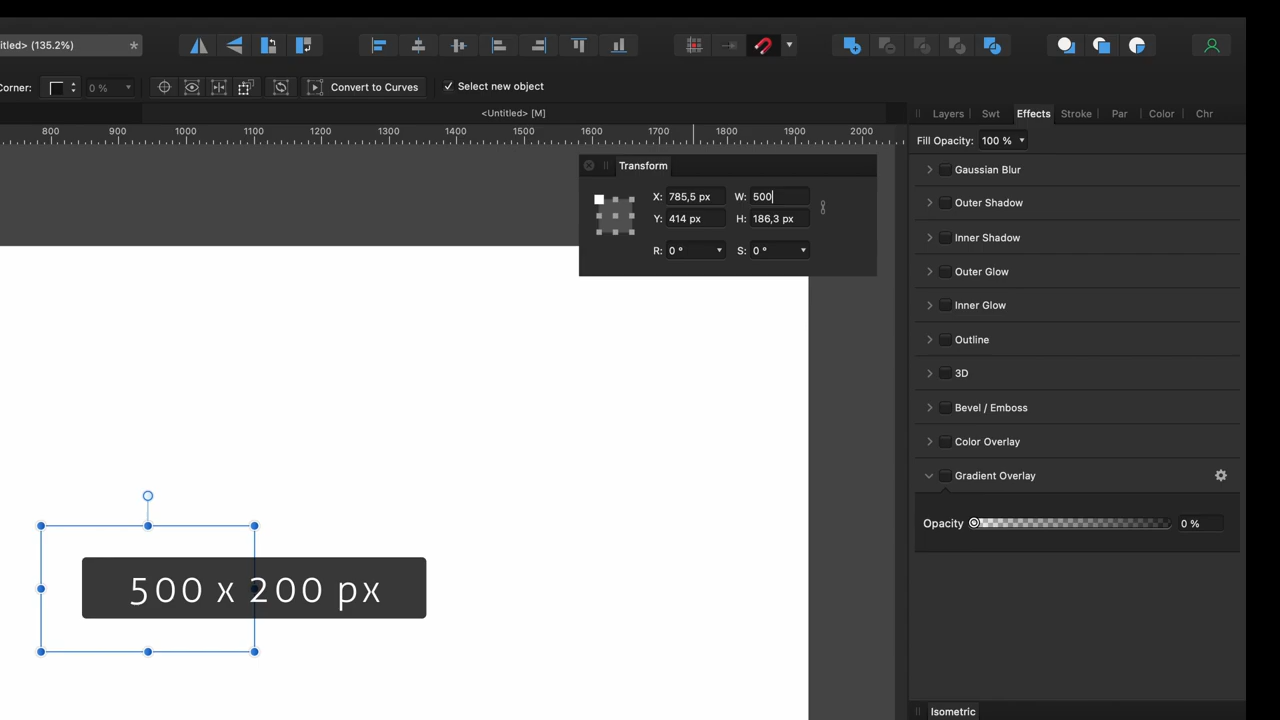 titled> (135.2%) *
Corner: 0 % Convert to Curves Select new object
<Untitled> [M]
Layers Swt Effects Stroke Par Color Chr
800 900 1000 1100 1200 1300 1400 1500 1600 1700 1800 1900 2000
Fill Opacity: 100 %
Transform
X: 785,5 px W: 500
Y: 414 px H: 186,3 px
R: 0 ° S: 0 °
Gaussian Blur
Outer Shadow
Inner Shadow
Outer Glow
Inner Glow
Outline
3D
Bevel / Emboss
Color Overlay
Gradient Overlay
Opacity 0 %
500 x 200 px
Isometric